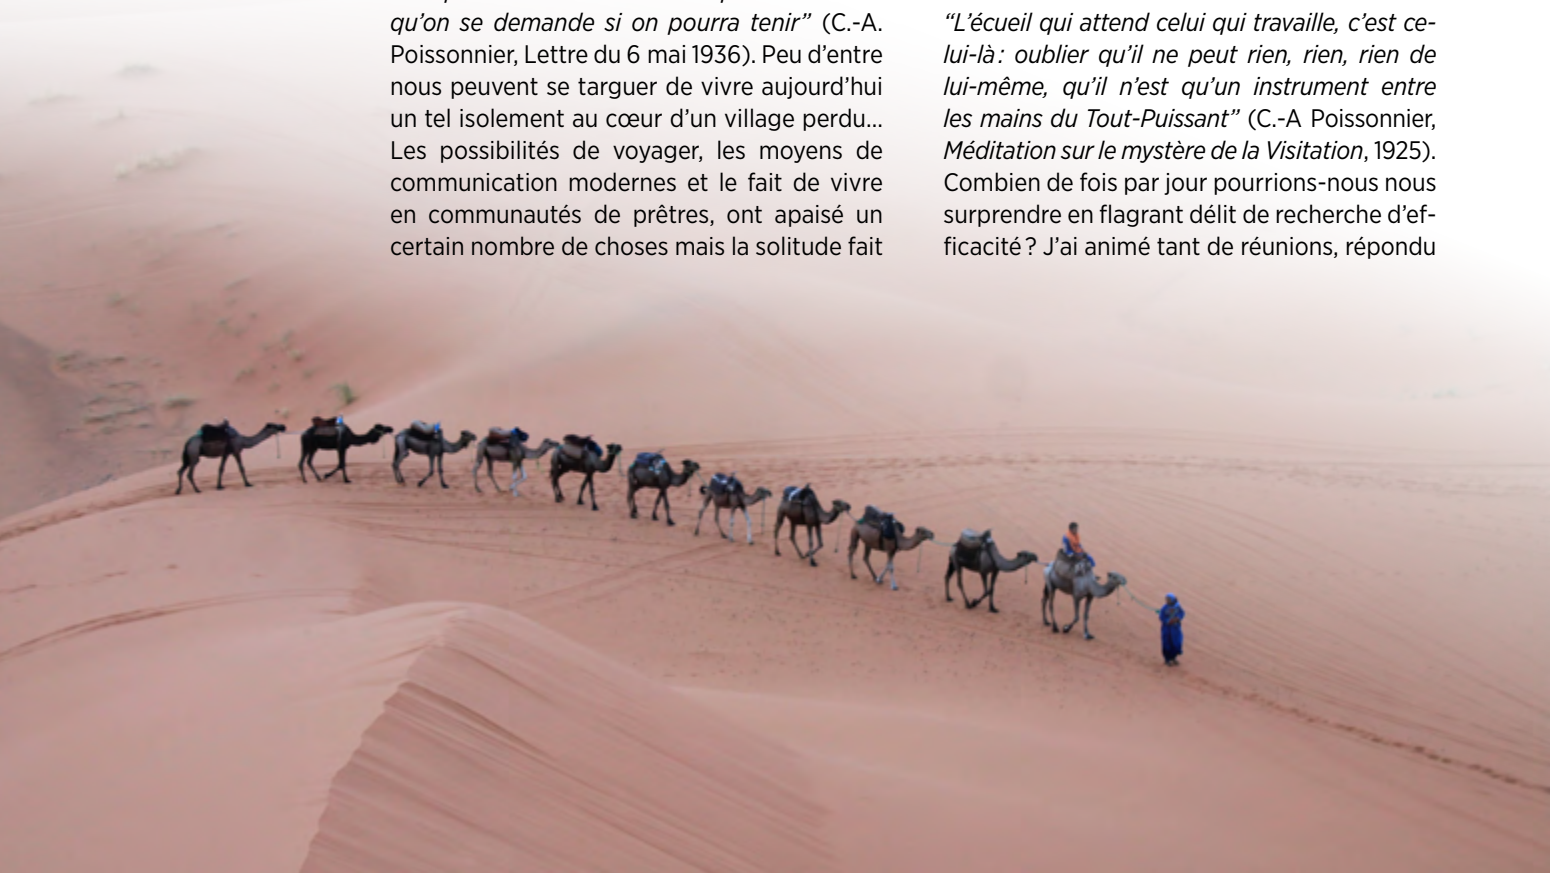 qu’on se demande si on pourra tenir” (C.-A.
Poissonnier, Lettre du 6 mai 1936). Peu d’entre
nous peuvent se targuer de vivre aujourd’hui
un tel isolement au cœur d’un village perdu…
Les possibilités de voyager, les moyens de
communication modernes et le fait de vivre
en communautés de prêtres, ont apaisé un
certain nombre de choses mais la solitude fait
“L’écueil qui attend celui qui travaille, c’est ce-
lui-là : oublier qu’il ne peut rien, rien, rien de
lui-même, qu’il n’est qu’un instrument entre
les mains du Tout-Puissant” (C.-A Poissonnier,
Méditation sur le mystère de la Visitation, 1925).
Combien de fois par jour pourrions-nous nous
surprendre en flagrant délit de recherche d’ef-
ficacité ? J’ai animé tant de réunions, répondu